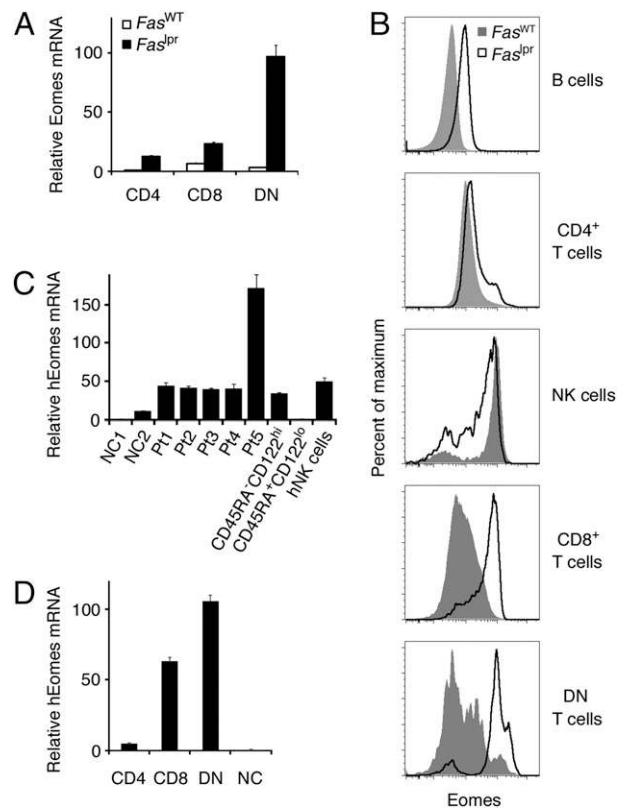 A
Relative Eomes mRNA
100
50
0
Fas^WT
Fas^lpr
CD4 CD8 DN
B
Fas^WT
Fas^lpr
B cells
CD4+
T cells
NK cells
CD8+
T cells
DN
T cells
Percent of maximum
Eomes
C
Relative hEomes mRNA
150
100
50
0
NC1
NC2
Pt1
Pt2
Pt3
Pt4
Pt5
CD45RA-CD122hi
CD45RA+CD122lo
hNK cells
D
Relative hEomes mRNA
100
50
0
CD4 CD8 DN NC